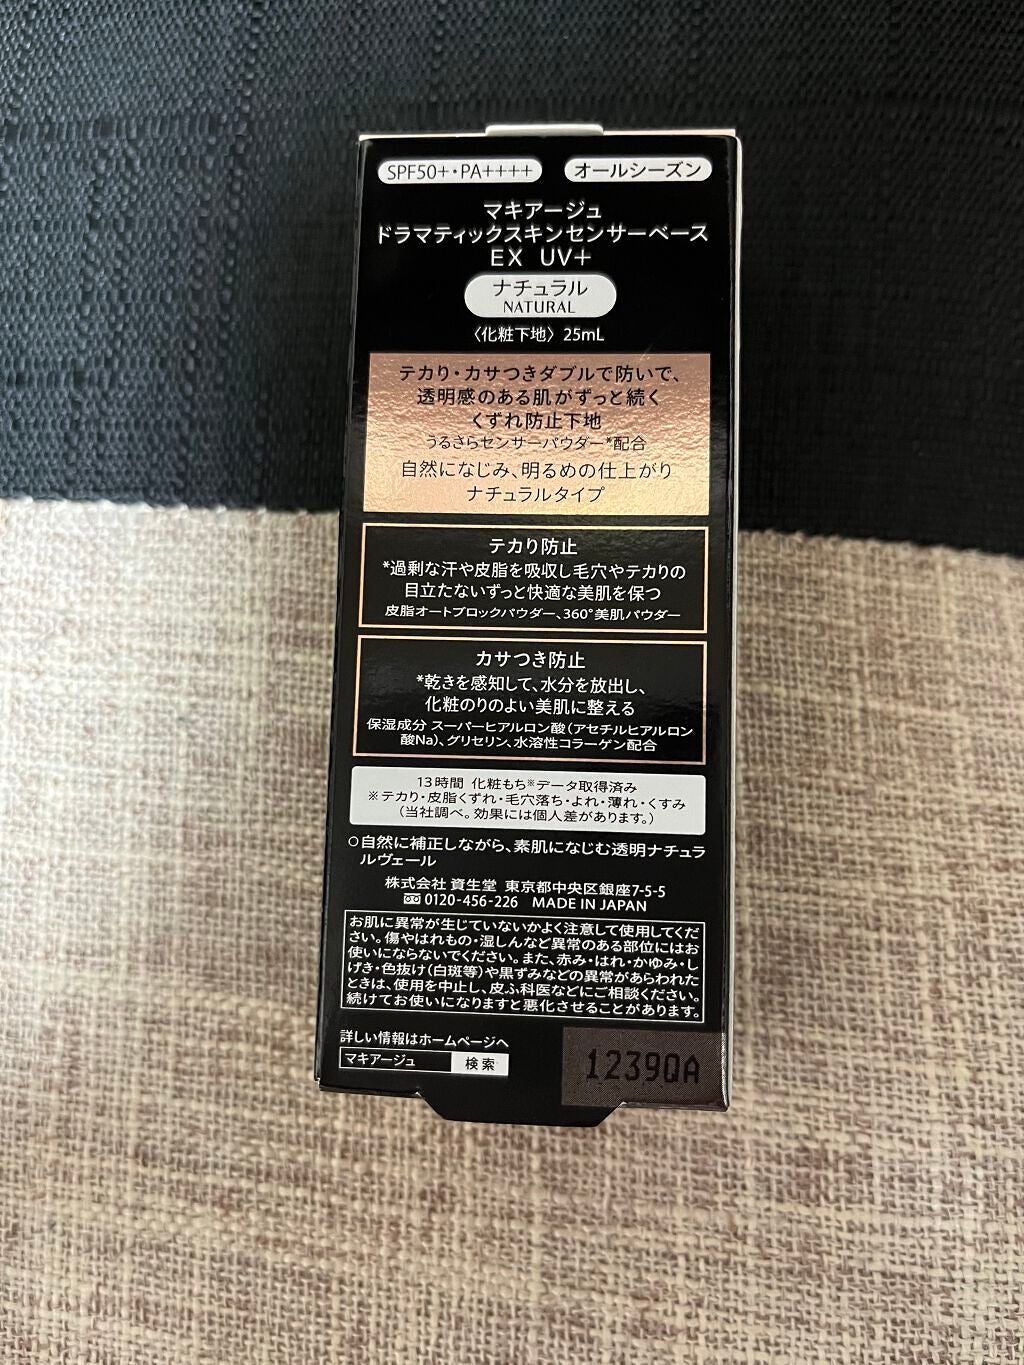 SPF50+・PA++++ オールシーズン
マキアージュ
ドラマティックスキンセンサーベース
EX UV+
ナチュラル
NATURAL
〈化粧下地〉25mL
テカり・カサつきダブルで防いで、
透明感のある肌がずっと続く
くずれ防止下地
うるさらセンサーパウダー*配合
自然になじみ、明るめの仕上がり
ナチュラルタイプ
テカり防止
*過剰な汗や皮脂を吸収し毛穴やテカりの
目立たないずっと快適な美肌を保つ
皮脂オートブロックパウダー、360°美肌パウダー
カサつき防止
*乾きを感知して、水分を放出し、
化粧のりのよい美肌に整える
保湿成分 スーパーヒアルロン酸（アセチルヒアルロン
酸Na）、グリセリン、水溶性コラーゲン配合
13時間 化粧もち※データ取得済み
※テカリ・皮脂くずれ・毛穴落ち・よれ・薄れ・くすみ
（当社調べ。効果には個人差があります。）
○自然に補正しながら、素肌になじむ透明ナチュラ
ルヴェール
株式会社 資生堂 東京都中央区銀座7-5-5
0120-456-226 MADE IN JAPAN
お肌に異常が生じていないかよく注意して使用してくだ
さい。傷やはれもの・湿しんなど異常のある部位にはお
使いにならないでください。また、赤み・はれ・かゆみ・し
げき・色抜け（白斑等）や黒ずみなどの異常があらわれた
ときは、使用を中止し、皮ふ科医などにご相談ください。
続けてお使いになりますと悪化させることがあります。
詳しい情報はホームページへ
マキアージュ 検索
1239QA